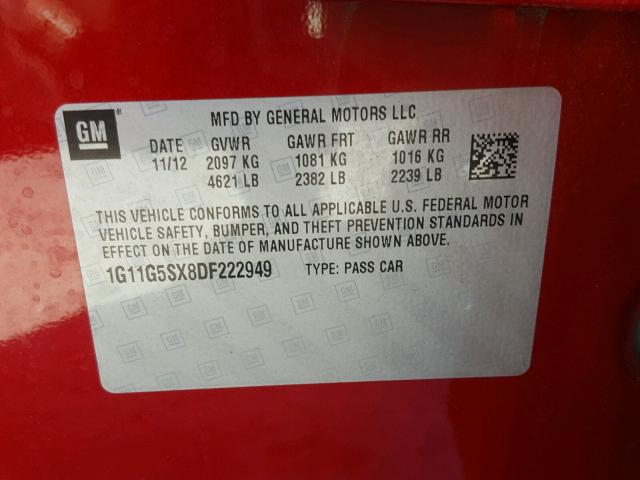 GM ® MFD BY GENERAL MOTORS LLC
DATE GVWR GAWR FRT GAWR RR
11/12 2097 KG 1081 KG 1016 KG
4621 LB 2382 LB 2239 LB
THIS VEHICLE CONFORMS TO ALL APPLICABLE U.S. FEDERAL MOTOR
VEHICLE SAFETY, BUMPER, AND THEFT PREVENTION STANDARDS IN
EFFECT ON THE DATE OF MANUFACTURE SHOWN ABOVE.
1G11G5SX8DF222949 TYPE: PASS CAR